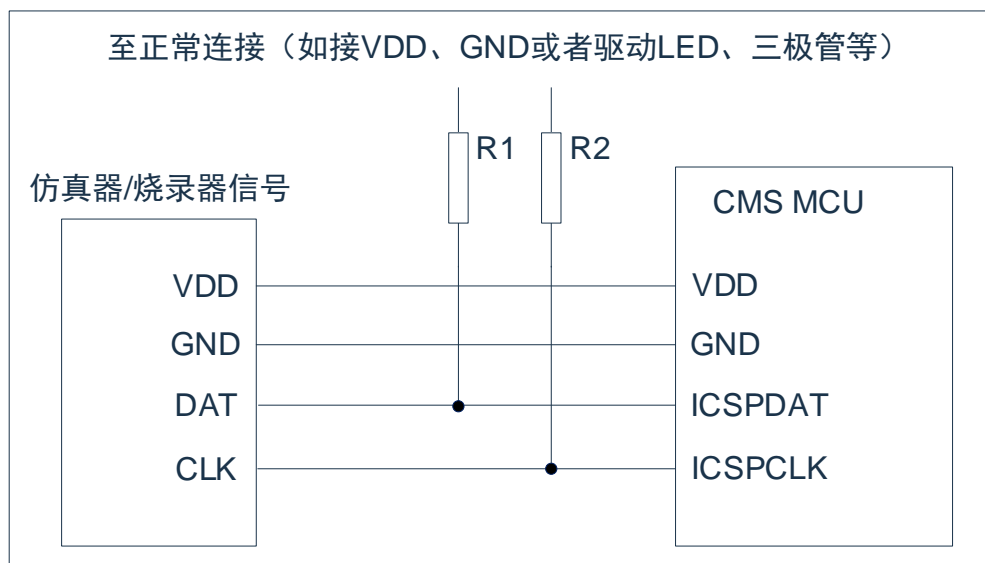 至正常连接（如接VDD、GND或者驱动LED、三极管等）
R1
R2
仿真器/烧录器信号
CMS MCU
VDD
VDD
GND
GND
DAT
ICSPDAT
CLK
ICSPCLK